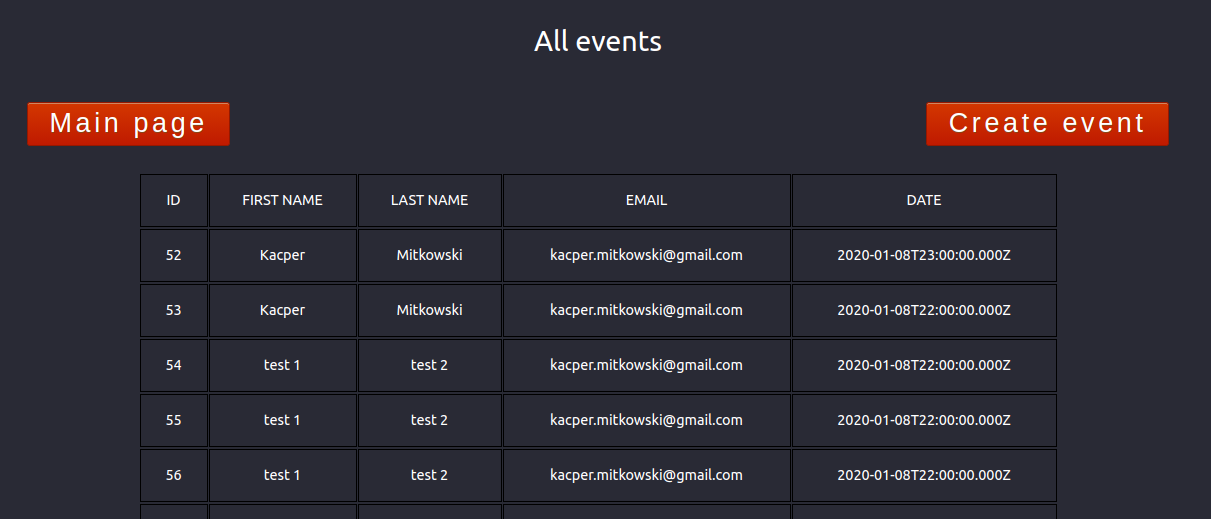 All events
Main page Create event
ID FIRST NAME LAST NAME EMAIL DATE
52 Kacper Mitkowski kacper.mitkowski@gmail.com 2020-01-08T23:00:00.000Z
53 Kacper Mitkowski kacper.mitkowski@gmail.com 2020-01-08T22:00:00.000Z
54 test 1 test 2 kacper.mitkowski@gmail.com 2020-01-08T22:00:00.000Z
55 test 1 test 2 kacper.mitkowski@gmail.com 2020-01-08T22:00:00.000Z
56 test 1 test 2 kacper.mitkowski@gmail.com 2020-01-08T22:00:00.000Z